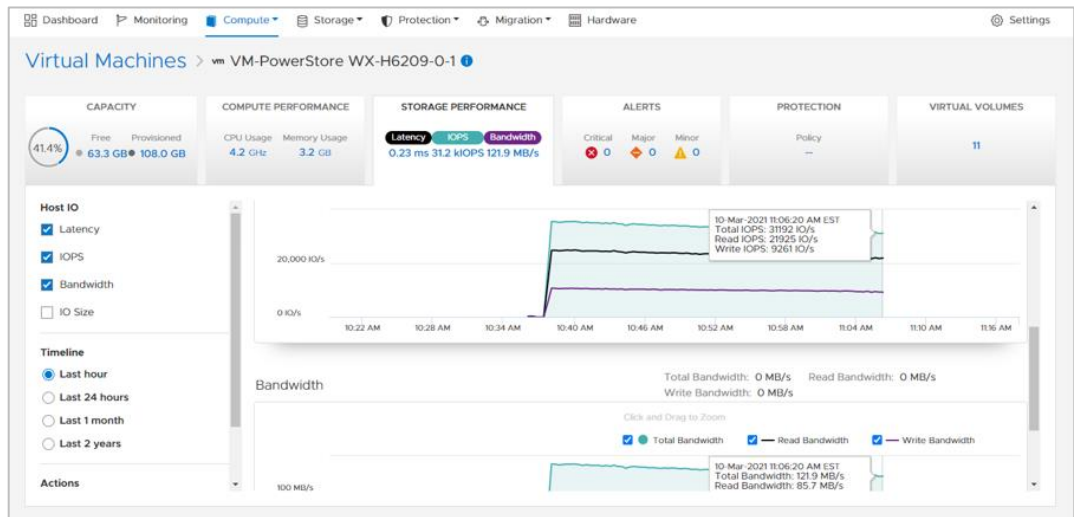 Dashboard Monitoring Compute Storage Protection Migration Hardware Settings
Virtual Machines > vm VM-PowerStore WX-H6209-0-1
CAPACITY COMPUTE PERFORMANCE STORAGE PERFORMANCE ALERTS PROTECTION VIRTUAL VOLUMES
41.4%
Free Provisioned
63.3 GB 108.0 GB
CPU Usage Memory Usage
4.2 GHz 3.2 GB
Latency IOPS Bandwidth
0.23 ms 31.2 kIOPS 121.9 MB/s
Critical Major Minor
0 0 0
Policy
--
11
Host IO
Latency
IOPS
Bandwidth
IO Size
Timeline
Last hour
Last 24 hours
Last 1 month
Last 2 years
Actions
10-Mar-2021 11:06:20 AM EST
Total IOPS: 31192 IO/s
Read IOPS: 21925 IO/s
Write IOPS: 9261 IO/s
20,000 IO/s
0 IO/s
10:22 AM 10:28 AM 10:34 AM 10:40 AM 10:46 AM 10:52 AM 10:58 AM 11:04 AM 11:10 AM 11:16 AM
Bandwidth
Total Bandwidth: 0 MB/s Read Bandwidth: 0 MB/s
Write Bandwidth: 0 MB/s
Click and Drag to Zoom
Total Bandwidth Read Bandwidth Write Bandwidth
10-Mar-2021 11:06:20 AM EST
Total Bandwidth: 121.9 MB/s
Read Bandwidth: 85.7 MB/s
100 MB/s